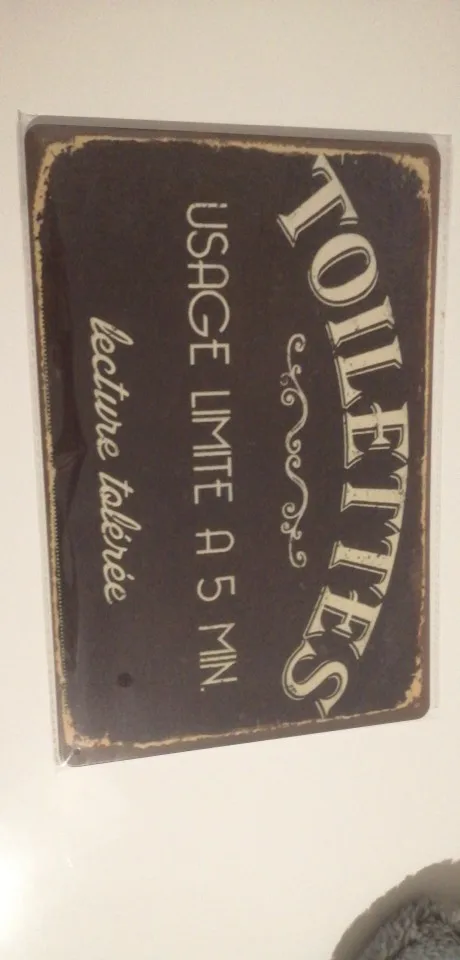 TOILETTES
USAGE LIMITE A 5 MIN.
lecture tolérée